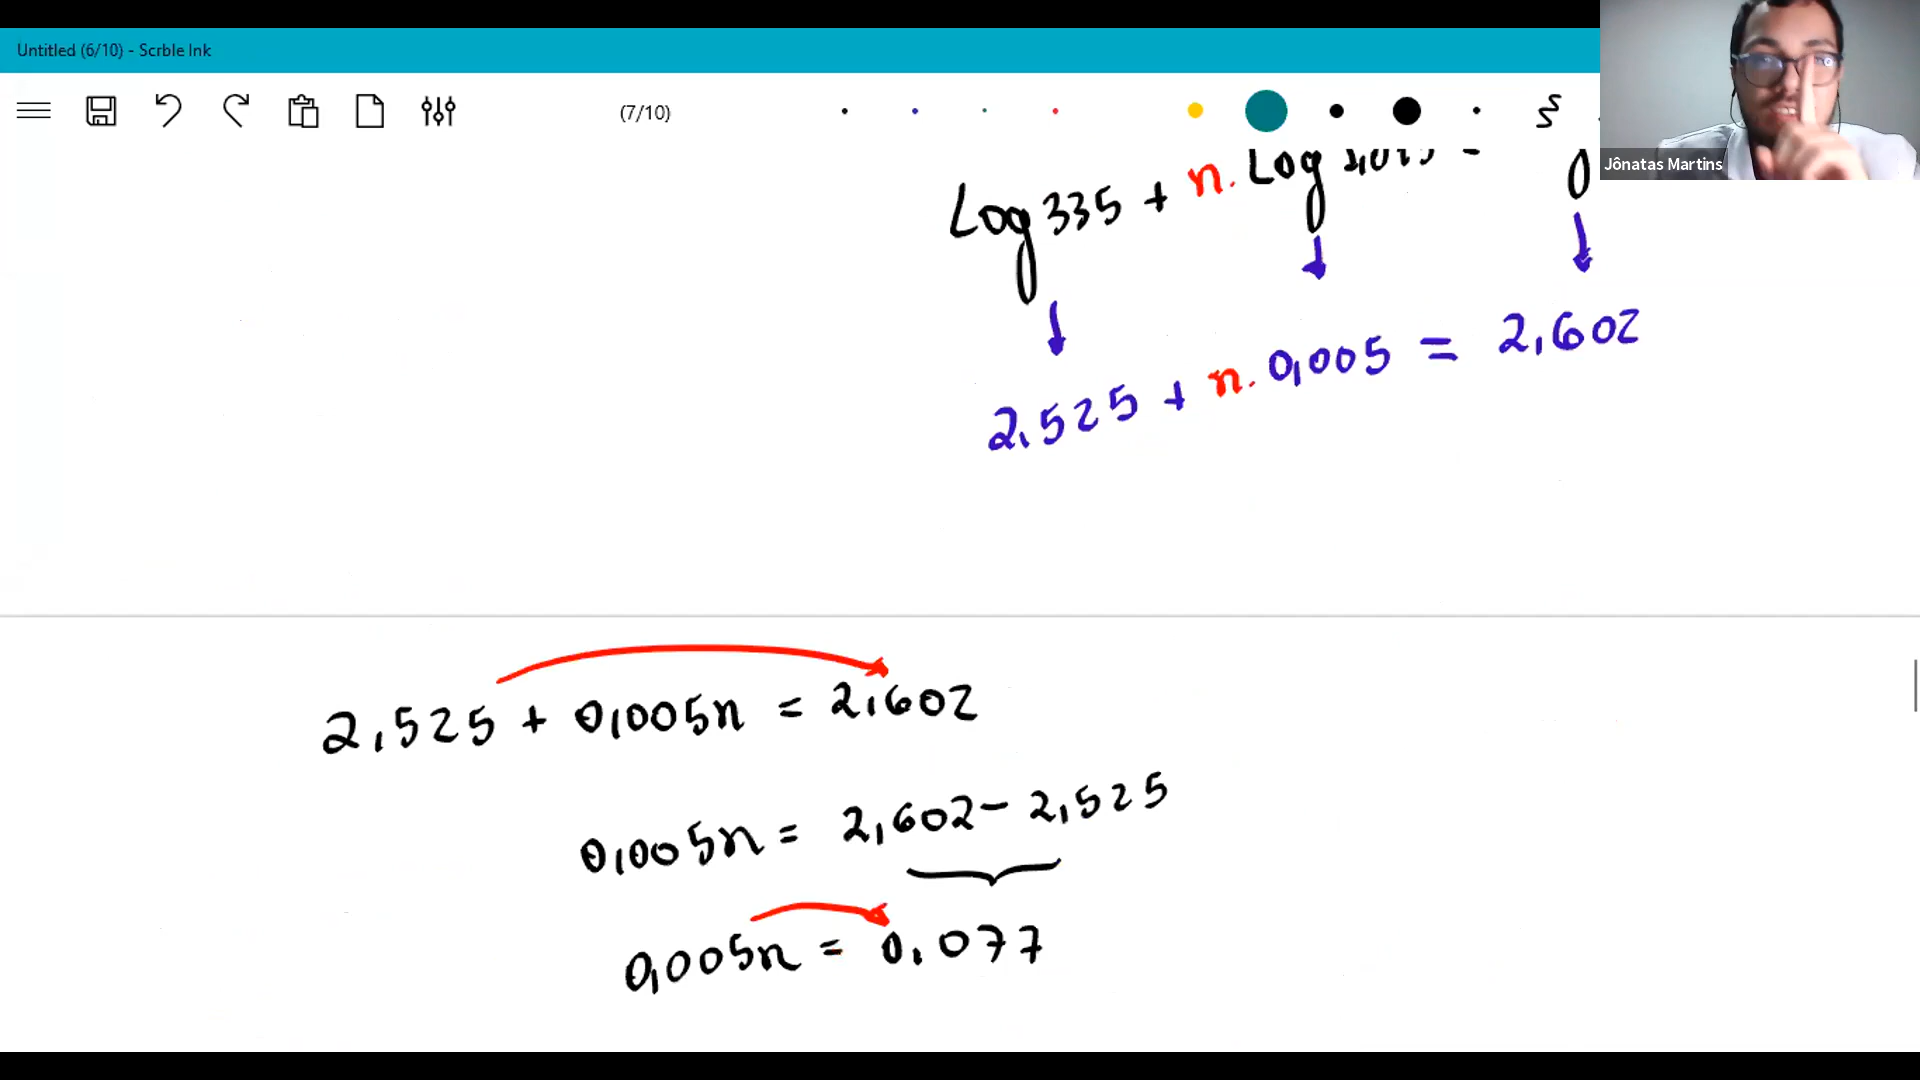 Untitled (6/10) - Scrble Ink
(7/10)
Jônatas Martins
Log 335 + n. Log =
2,525 + n. 0,005 = 2,602
2,525 + 0,005n = 2,602
0,005n = 2,602 - 2,525
0,005n = 0,077